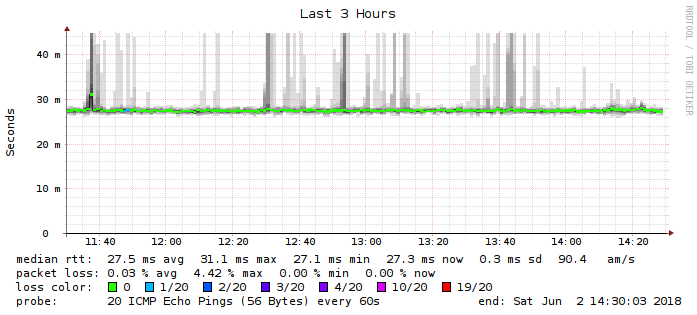 Last 3 Hours
RRDTOOL / TOBI OETIKER
Seconds
40 m
30 m
20 m
10 m
0
11:40 12:00 12:20 12:40 13:00 13:20 13:40 14:00 14:20
median rtt: 27.5 ms avg 31.1 ms max 27.1 ms min 27.3 ms now 0.3 ms sd 90.4 am/s
packet loss: 0.03 % avg 4.42 % max 0.00 % min 0.00 % now
loss color: 0 1/20 2/20 3/20 4/20 10/20 19/20
probe: 20 ICMP Echo Pings (56 Bytes) every 60s end: Sat Jun 2 14:30:03 2018